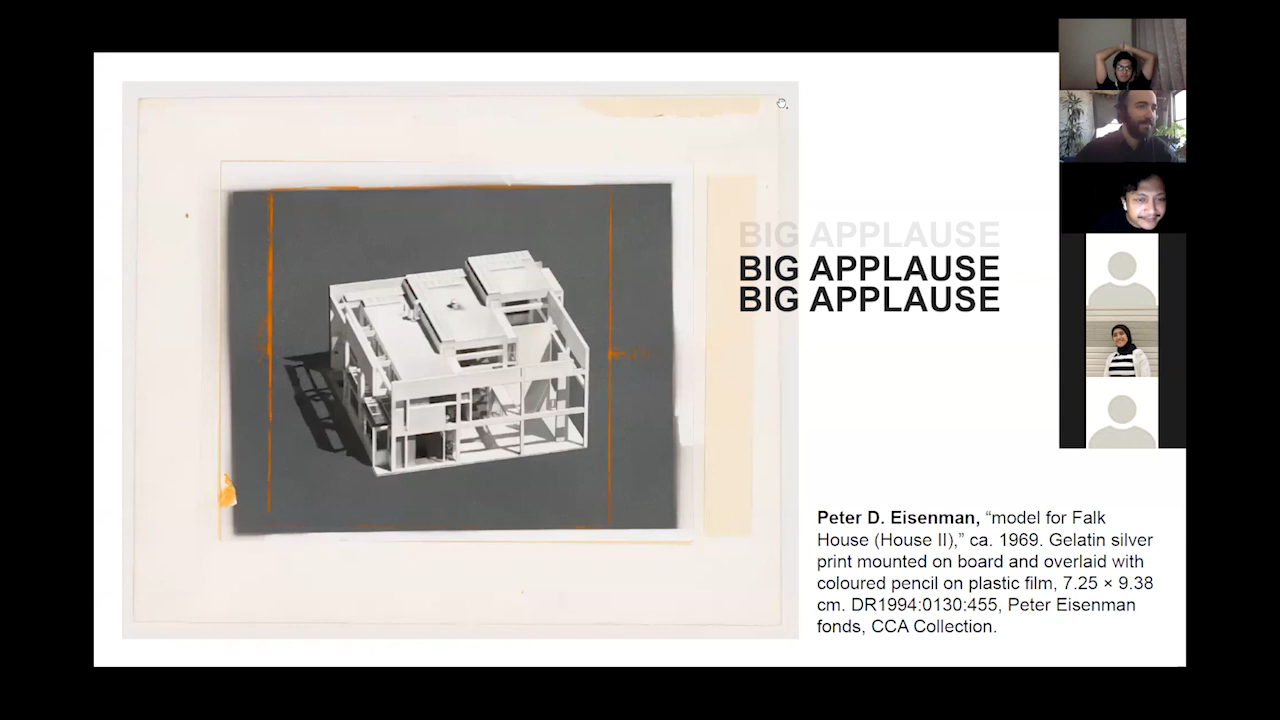 BIG APPLAUSE
BIG APPLAUSE
BIG APPLAUSE
Peter D. Eisenman, “model for Falk
House (House II),” ca. 1969. Gelatin silver
print mounted on board and overlaid with
coloured pencil on plastic film, 7.25 × 9.38
cm. DR1994:0130:455, Peter Eisenman
fonds, CCA Collection.